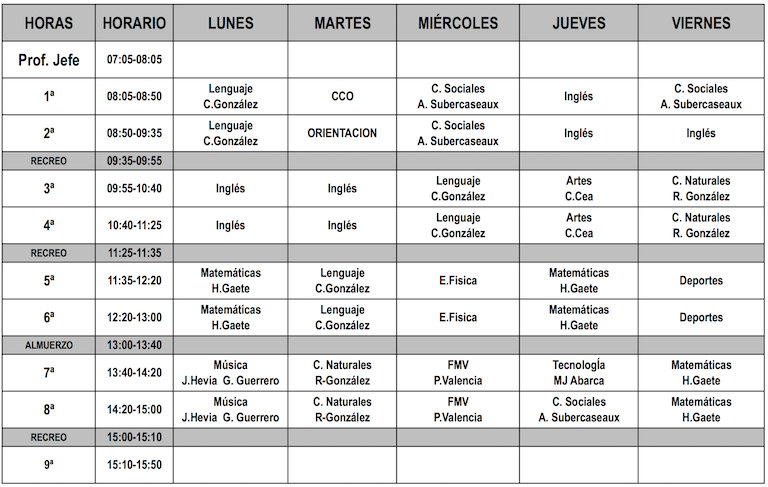 HORAS HORARIO LUNES MARTES MIÉRCOLES JUEVES VIERNES
Prof. Jefe 07:05-08:05
1ª 08:05-08:50 Lenguaje C.González CCO C. Sociales A. Subercaseaux Inglés C. Sociales A. Subercaseaux
2ª 08:50-09:35 Lenguaje C.González ORIENTACION C. Sociales A. Subercaseaux Inglés Inglés
RECREO 09:35-09:55
3ª 09:55-10:40 Inglés Inglés Lenguaje C.González Artes C.Cea C. Naturales R. González
4ª 10:40-11:25 Inglés Inglés Lenguaje C.González Artes C.Cea C. Naturales R. González
RECREO 11:25-11:35
5ª 11:35-12:20 Matemáticas H.Gaete Lenguaje C.González E.Fisica Matemáticas H.Gaete Deportes
6ª 12:20-13:00 Matemáticas H.Gaete Lenguaje C.González E.Fisica Matemáticas H.Gaete Deportes
ALMUERZO 13:00-13:40
7ª 13:40-14:20 Música J.Hevia G. Guerrero C. Naturales R-González FMV P.Valencia TecnologÍa MJ Abarca Matemáticas H.Gaete
8ª 14:20-15:00 Música J.Hevia G. Guerrero C. Naturales R-González FMV P.Valencia C. Sociales A. Subercaseaux Matemáticas H.Gaete
RECREO 15:00-15:10
9ª 15:10-15:50